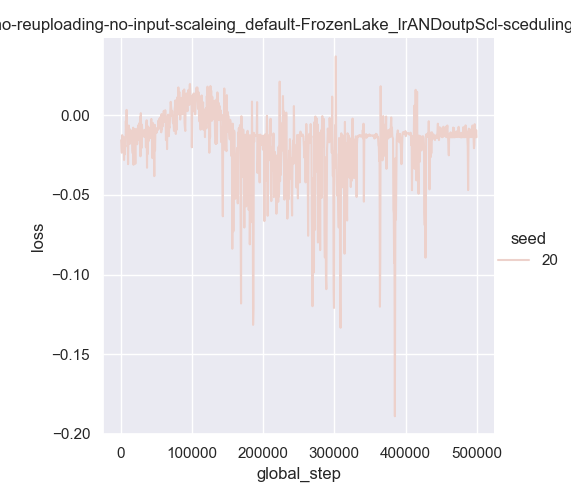 no-reuploading-no-input-scaleing_default-FrozenLake_lrANDoutpScl-sceduling
0.00
−0.05
−0.10
−0.15
−0.20
loss
0 100000 200000 300000 400000 500000
global_step
seed
20